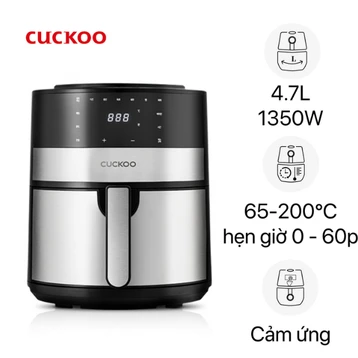 CUCKOO
4.7L
1350W
888
CUCKOO
65-200°C
hẹn giờ 0 - 60p
Cảm ứng